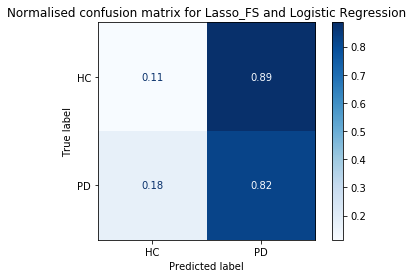 Normalised confusion matrix for Lasso_FS and Logistic Regression
HC 0.11 0.89
PD 0.18 0.82
True label
HC PD
Predicted label
0.8
0.7
0.6
0.5
0.4
0.3
0.2